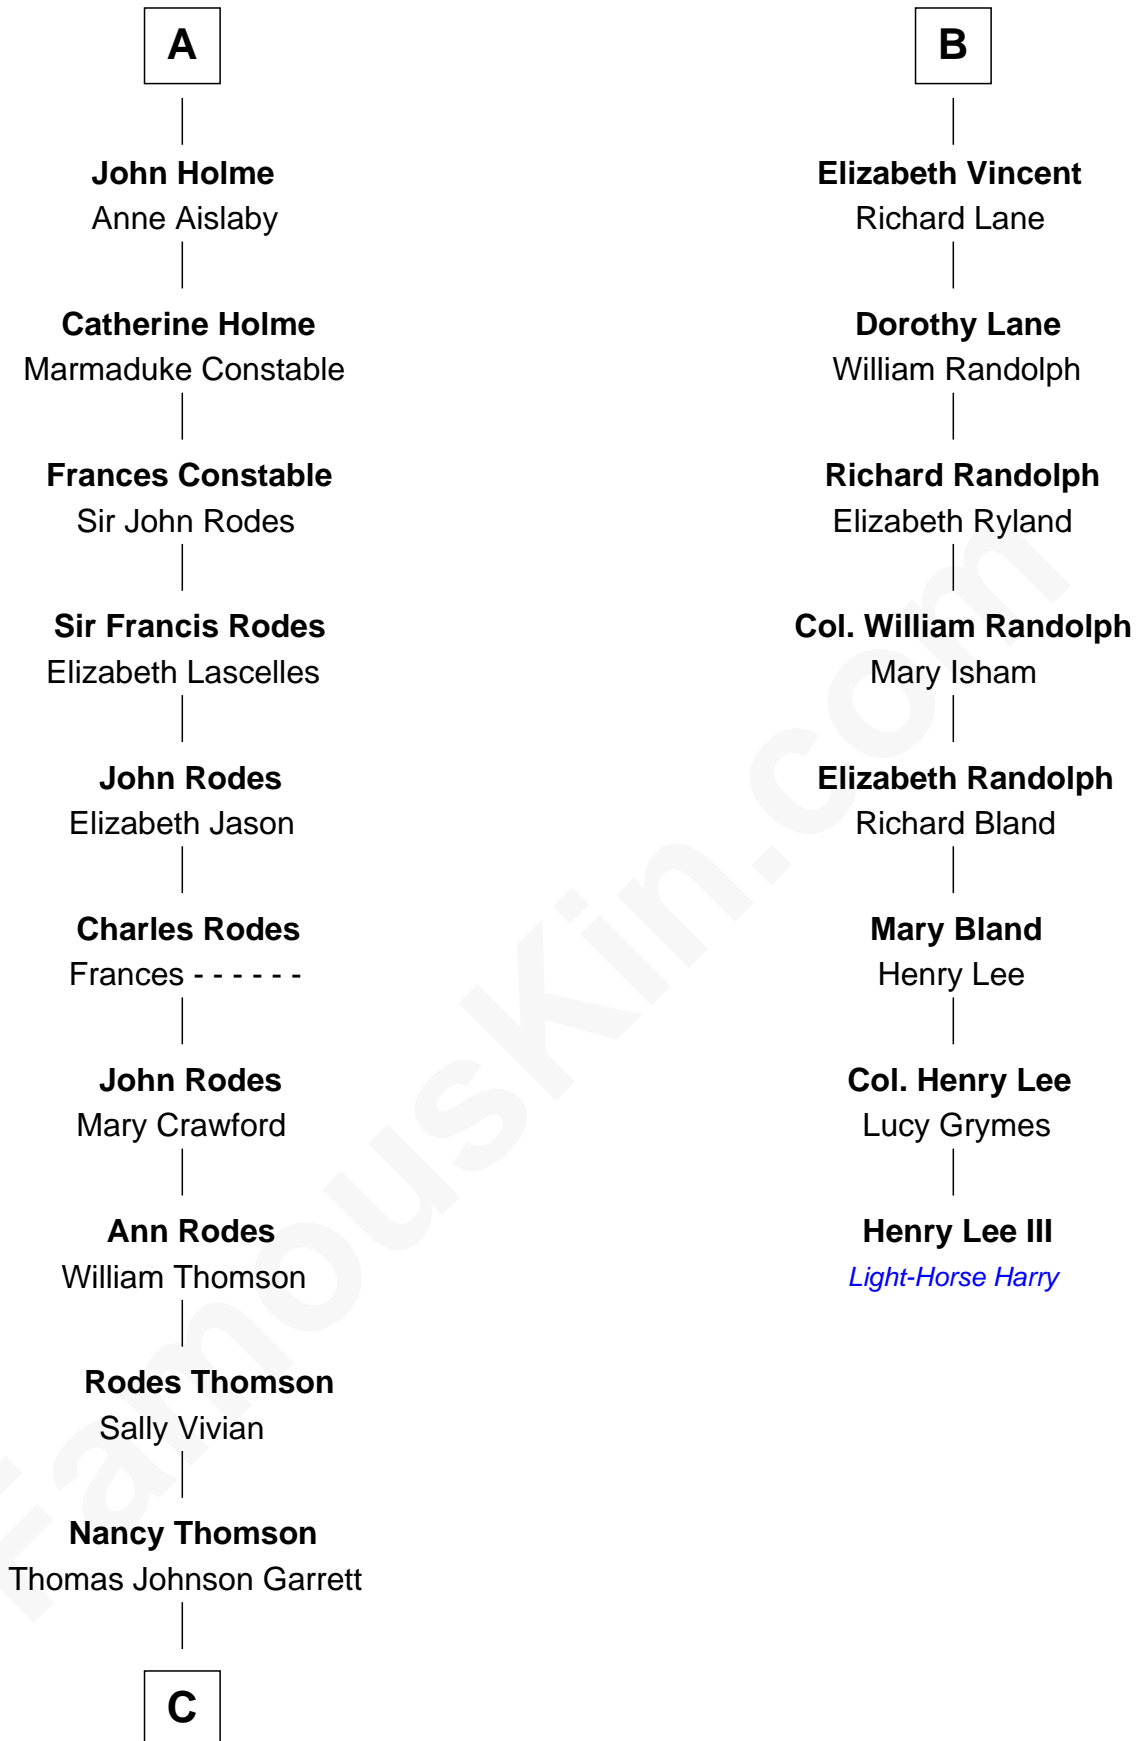 A
John Holme
Anne Aislaby
Catherine Holme
Marmaduke Constable
Frances Constable
Sir John Rodes
Sir Francis Rodes
Elizabeth Lascelles
John Rodes
Elizabeth Jason
Charles Rodes
Frances - - - - - -
John Rodes
Mary Crawford
Ann Rodes
William Thomson
Rodes Thomson
Sally Vivian
Nancy Thomson
Thomas Johnson Garrett
C
B
Elizabeth Vincent
Richard Lane
Dorothy Lane
William Randolph
Richard Randolph
Elizabeth Ryland
Col. William Randolph
Mary Isham
Elizabeth Randolph
Richard Bland
Mary Bland
Henry Lee
Col. Henry Lee
Lucy Grymes
Henry Lee III
Light-Horse Harry
FamousKin.com